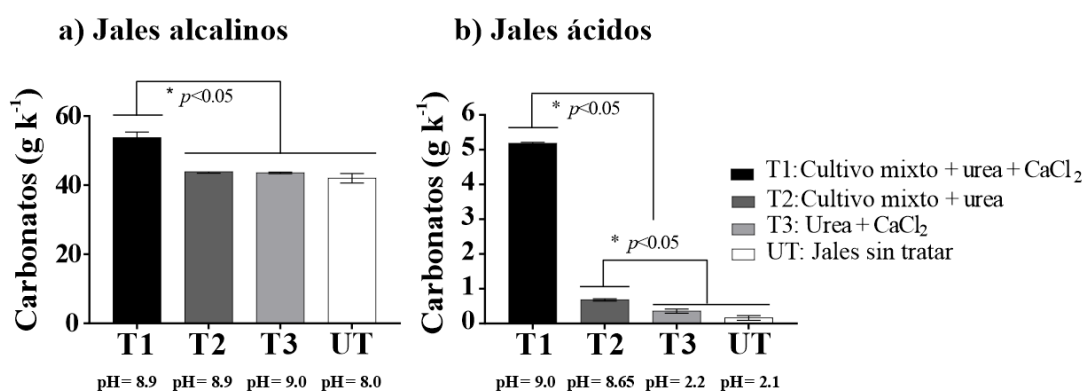 a) Jales alcalinos
* p<0.05
Carbonatos (g k⁻¹)
60
40
20
0
T1 T2 T3 UT
pH= 8.9 pH= 8.9 pH= 9.0 pH= 8.0
b) Jales ácidos
* p<0.05
* p<0.05
Carbonatos (g k⁻¹)
6
5
4
3
2
1
0
T1 T2 T3 UT
pH= 9.0 pH= 8.65 pH= 2.2 pH= 2.1
T1: Cultivo mixto + urea + CaCl₂
T2: Cultivo mixto + urea
T3: Urea + CaCl₂
UT: Jales sin tratar